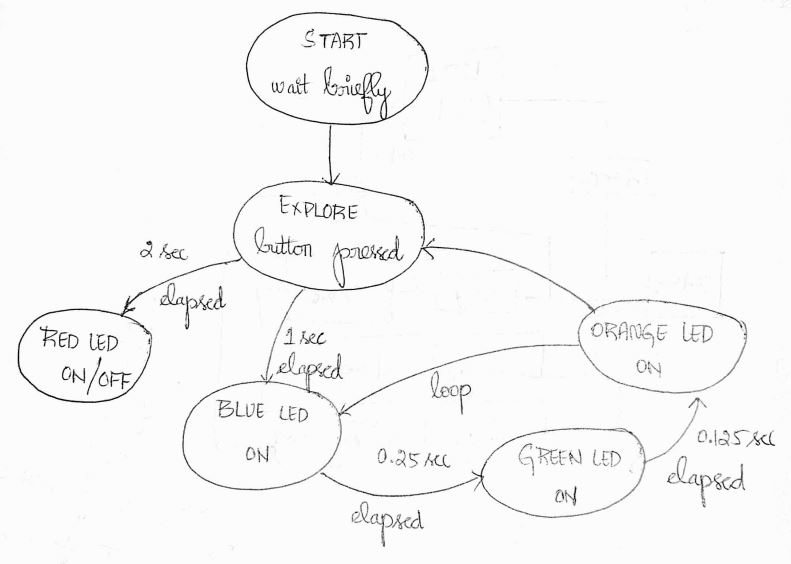 START
wait briefly
EXPLORE
button pressed
2 sec
elapsed
RED LED
ON/OFF
1 sec
elapsed
ORANGE LED
ON
loop
BLUE LED
ON
0.25 sec
elapsed
GREEN LED
ON
0.125 sec
elapsed